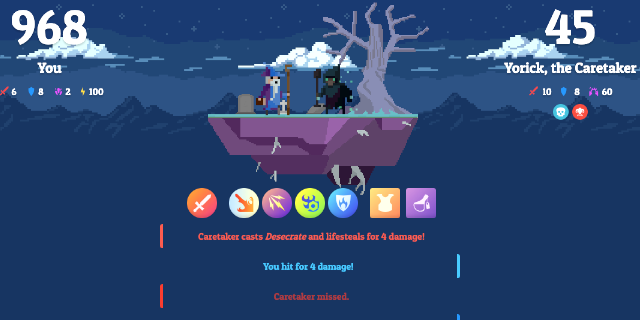 968
45
You
Yorick, the Caretaker
6 8 2 100
10 8 60
Caretaker casts Desecrate and lifesteals for 4 damage!
You hit for 4 damage!
Caretaker missed.